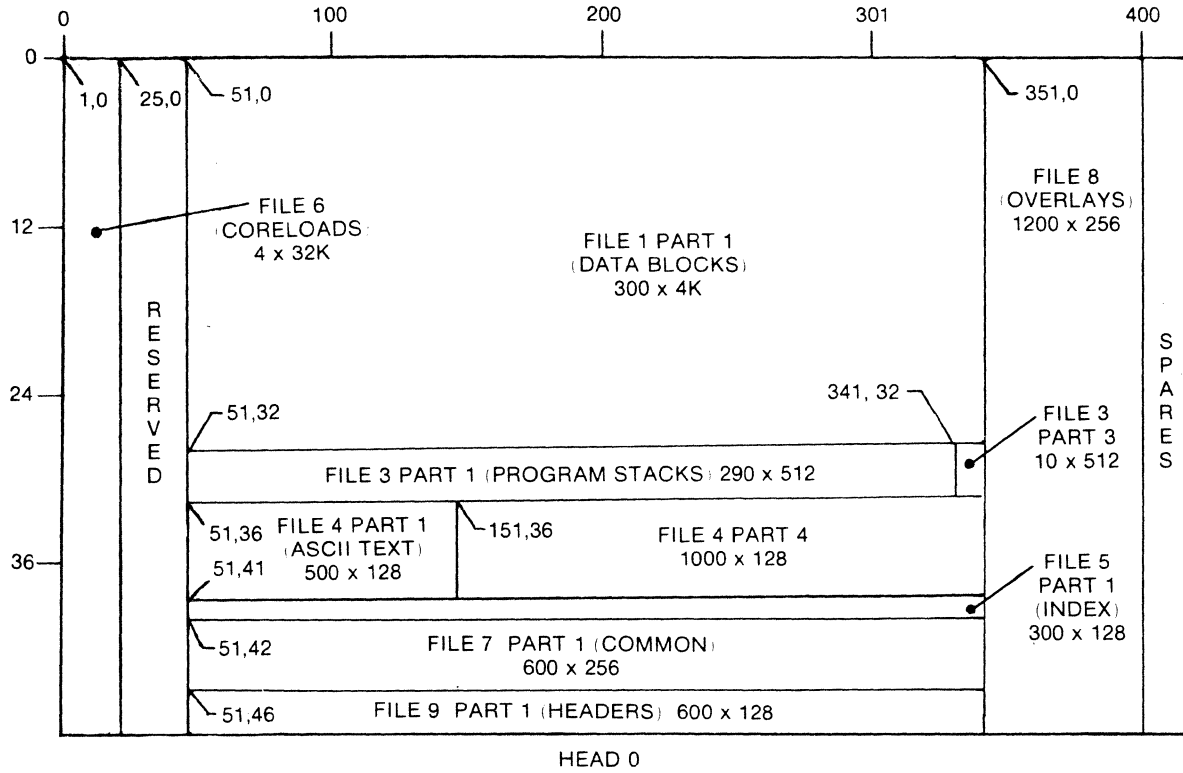 0 100 200 301 400
0
1,0 25,0 51,0 351,0
FILE 6
(CORELOADS)
4 x 32K
FILE 1 PART 1
(DATA BLOCKS)
300 x 4K
FILE 8
(OVERLAYS)
1200 x 256
12
RESERVED
SPARES
24
51,32
341, 32
FILE 3
PART 3
10 x 512
FILE 3 PART 1 (PROGRAM STACKS) 290 x 512
51,36
FILE 4 PART 1
(ASCII TEXT)
500 x 128
151,36
FILE 4 PART 4
1000 x 128
36
51,41
FILE 5
PART 1
(INDEX)
300 x 128
51,42
FILE 7 PART 1 (COMMON)
600 x 256
51,46
FILE 9 PART 1 (HEADERS) 600 x 128
HEAD 0